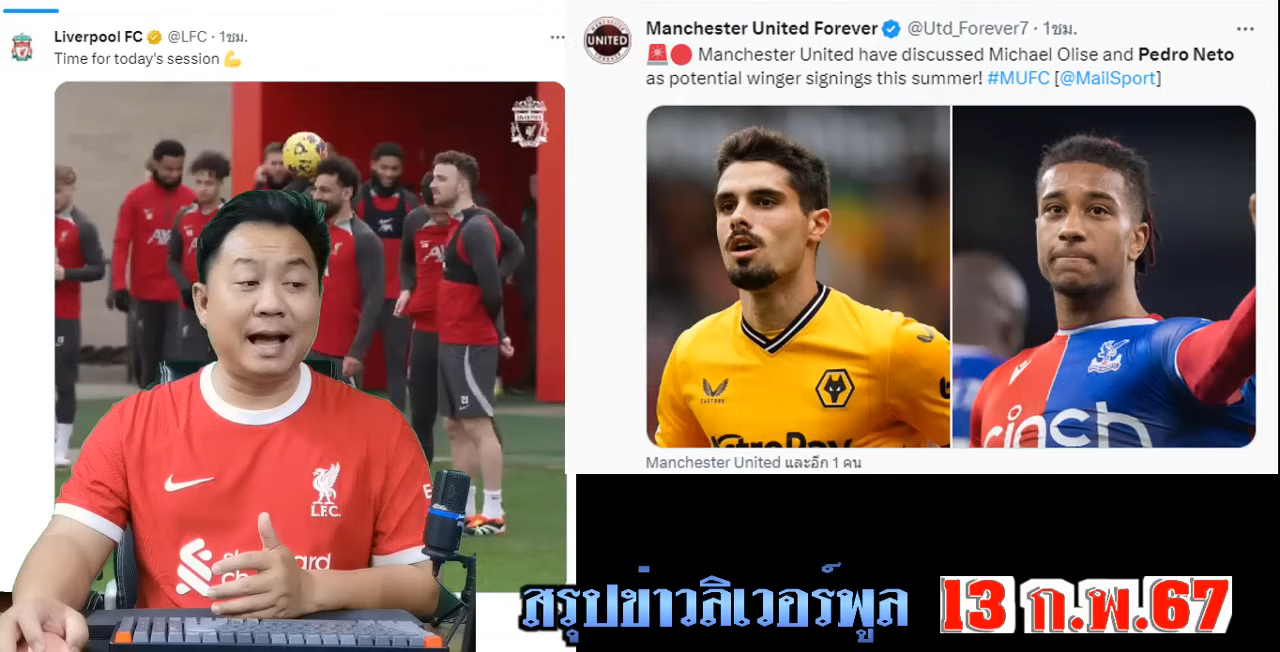 Liverpool FC @LFC · 1ชม.
Time for today's session 💪
Manchester United Forever @Utd_Forever7 · 1ชม.
🚨🔴 Manchester United have discussed Michael Olise and Pedro Neto
as potential winger signings this summer! #MUFC [@MailSport]
UNITED
CASTORE
cinch
Manchester United และอีก 1 คน
L.F.C.
สรุปข่าวลิเวอร์พูล 13 ก.พ.67